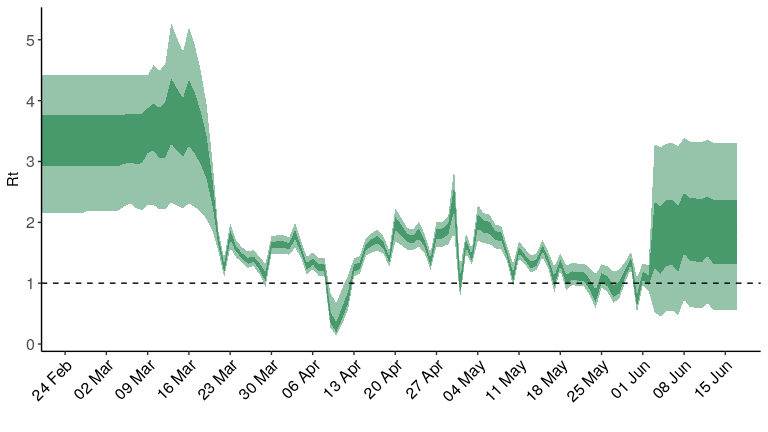 Rt
5
4
3
2
1
0
24 Feb
02 Mar
09 Mar
16 Mar
23 Mar
30 Mar
06 Apr
13 Apr
20 Apr
27 Apr
04 May
11 May
18 May
25 May
01 Jun
08 Jun
15 Jun